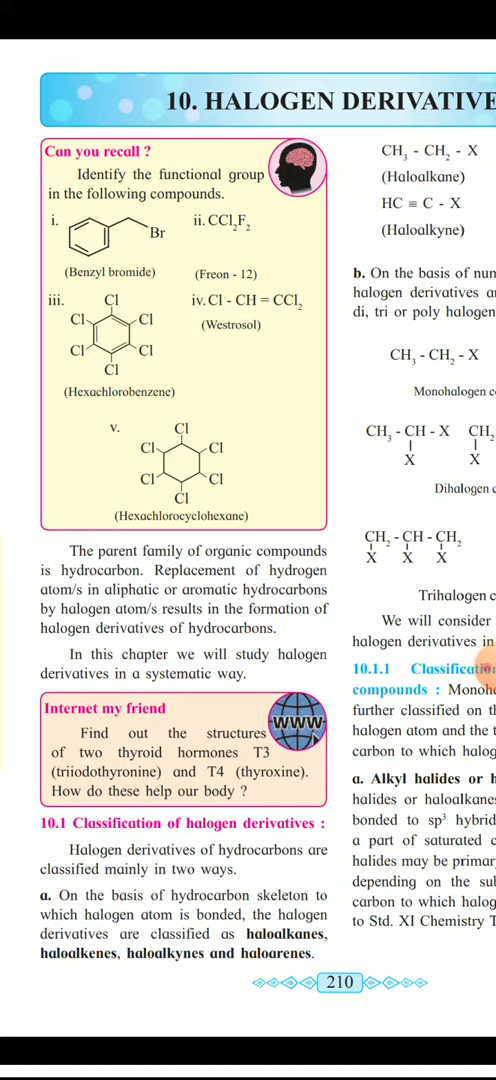 10. HALOGEN DERIVATIVE
Can you recall ?
Identify the functional group
in the following compounds.
i.
Br
(Benzyl bromide)
ii. CCl₂F₂
(Freon - 12)
iii.
Cl
Cl Cl
Cl Cl
Cl
(Hexachlorobenzene)
iv. Cl - CH = CCl₂
(Westrosol)
v.
Cl
Cl Cl
Cl Cl
Cl
(Hexachlorocyclohexane)
The parent family of organic compounds
is hydrocarbon. Replacement of hydrogen
atom/s in aliphatic or aromatic hydrocarbons
by halogen atom/s results in the formation of
halogen derivatives of hydrocarbons.
In this chapter we will study halogen
derivatives in a systematic way.
Internet my friend
WWW
Find out the structures
of two thyroid hormones T3
(triiodothyronine) and T4 (thyroxine).
How do these help our body ?
10.1 Classification of halogen derivatives :
Halogen derivatives of hydrocarbons are
classified mainly in two ways.
a. On the basis of hydrocarbon skeleton to
which halogen atom is bonded, the halogen
derivatives are classified as haloalkanes,
haloalkenes, haloalkynes and haloarenes.
CH₃ - CH₂ - X
(Haloalkane)
HC ≡ C - X
(Haloalkyne)
b. On the basis of
halogen derivatives
di, tri or poly halogen
CH₃ - CH₂ - X
Monohalogen
CH₃ - CH - X CH₂
X X
Dihalogen
CH₂ - CH - CH₂
X X X
Trihalogen
We will consider
halogen derivatives in
10.1.1
compounds :
further classified on
halogen atom and the
carbon to which
a. Alkyl halides or
halides or haloalkanes
bonded to sp³
a part of saturated
halides may be
depending on the
carbon to which
to Std. XI Chemistry
210